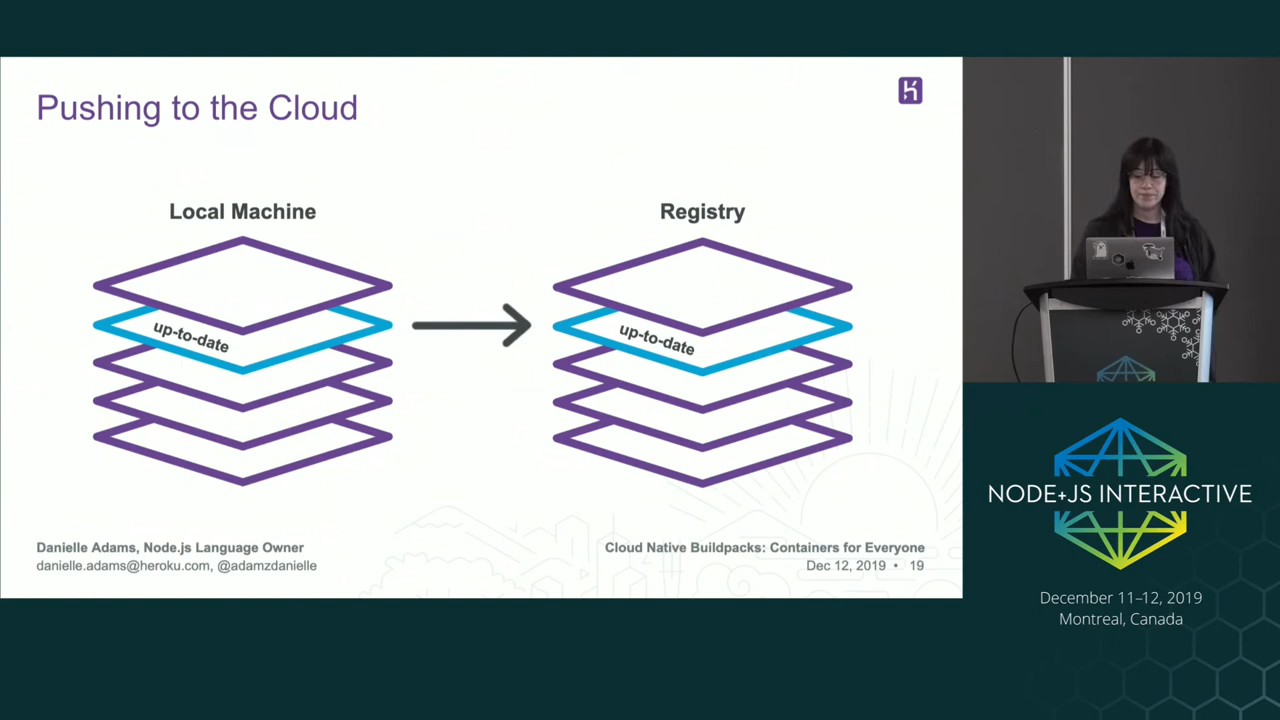 Pushing to the Cloud
Local Machine
Registry
up-to-date
up-to-date
Danielle Adams, Node.js Language Owner
danielle.adams@heroku.com, @adamzdanielle
Cloud Native Buildpacks: Containers for Everyone
Dec 12, 2019 • 19
NODE+JS INTERACTIVE
December 11–12, 2019
Montreal, Canada